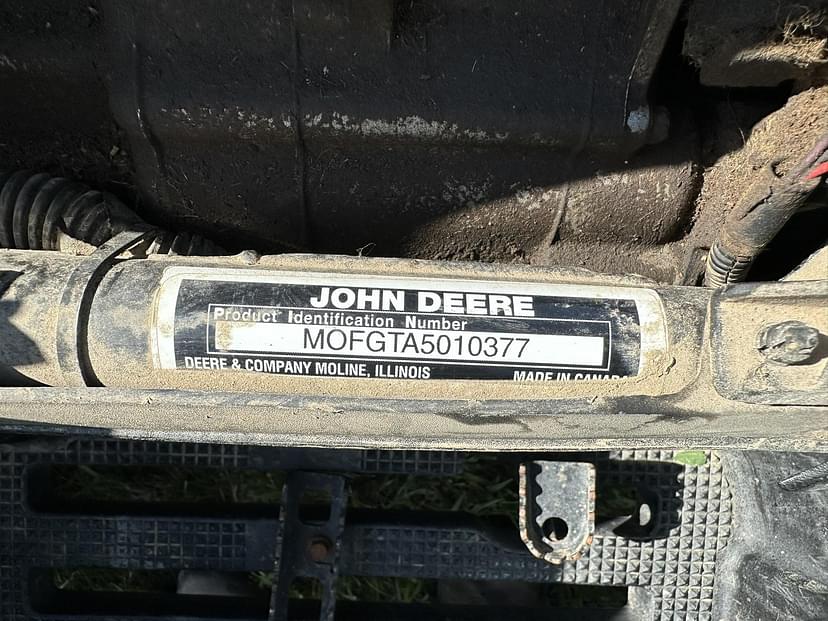 JOHN DEERE
Product Identification Number
MOFGTA5010377
DEERE & COMPANY MOLINE, ILLINOIS MADE IN CANADA